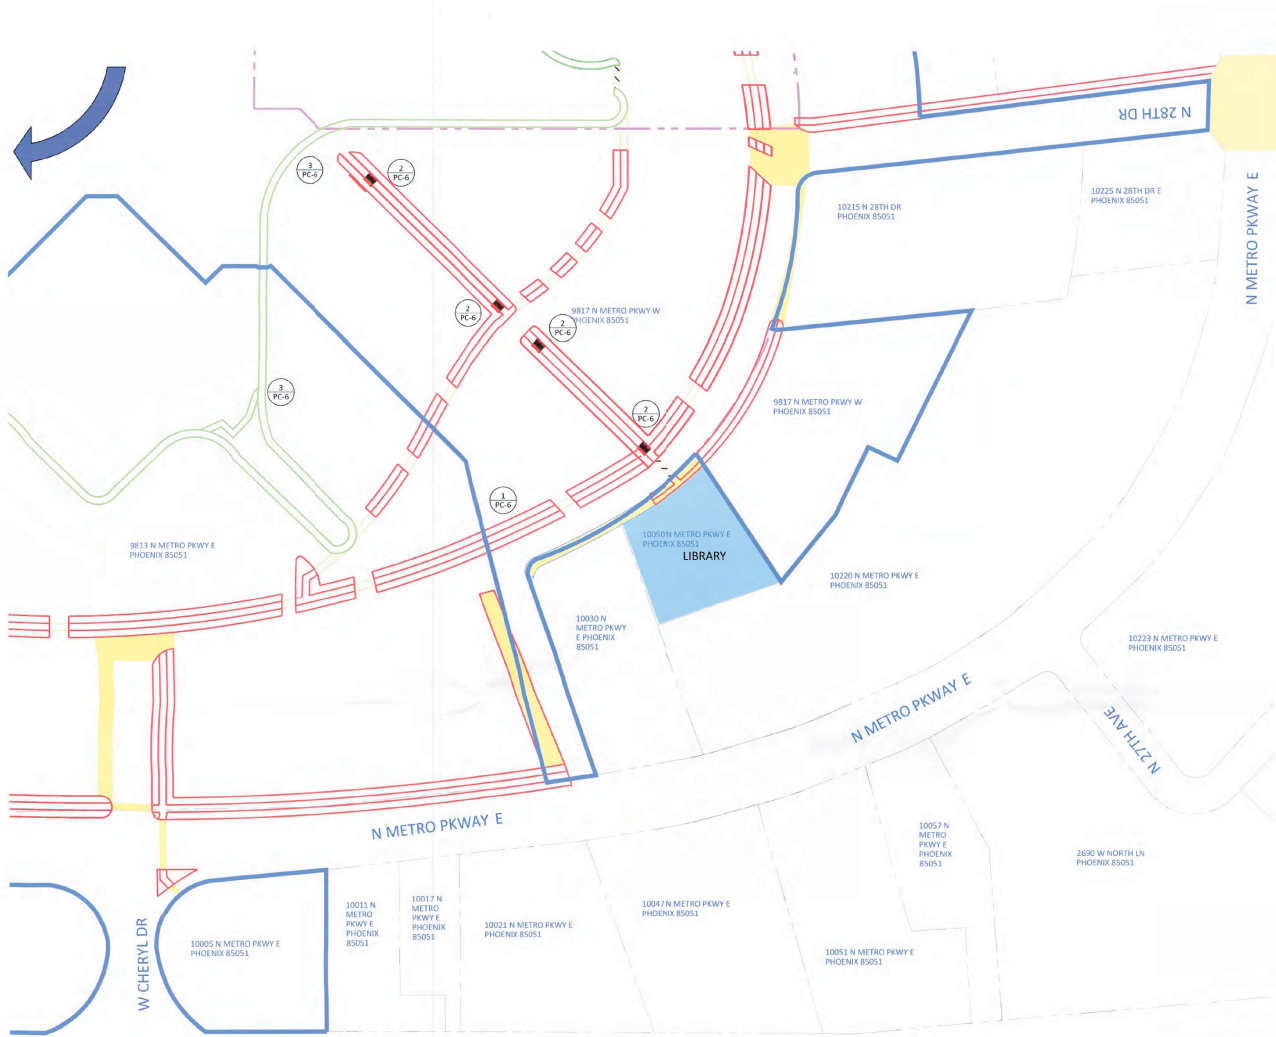 N 28TH DR
3
PC-6
2
PC-6
10225 N 28TH DR E
PHOENIX 85051
10215 N 28TH DR
PHOENIX 85051
N METRO PKWAY E
2
PC-6
2
PC-6
9817 N METRO PKWY W
PHOENIX 85051
3
PC-6
2
PC-6
9817 N METRO PKWY W
PHOENIX 85051
1
PC-6
10050 N METRO PKWY E
PHOENIX 85051
LIBRARY
9813 N METRO PKWY E
PHOENIX 85051
10220 N METRO PKWY E
PHOENIX 85051
10030 N
METRO PKWY
E PHOENIX
85051
10223 N METRO PKWY E
PHOENIX 85051
N METRO PKWAY E
N 27TH AVE
N METRO PKWAY E
10057 N
METRO
PKWY E
PHOENIX
85051
2690 W NORTH LN
PHOENIX 85051
10011 N
METRO
PKWY E
PHOENIX
85051
10017 N
METRO
PKWY E
PHOENIX
85051
10047 N METRO PKWY E
PHOENIX 85051
10021 N METRO PKWY E
PHOENIX 85051
W CHERYL DR
10005 N METRO PKWY E
PHOENIX 85051
10051 N METRO PKWY E
PHOENIX 85051